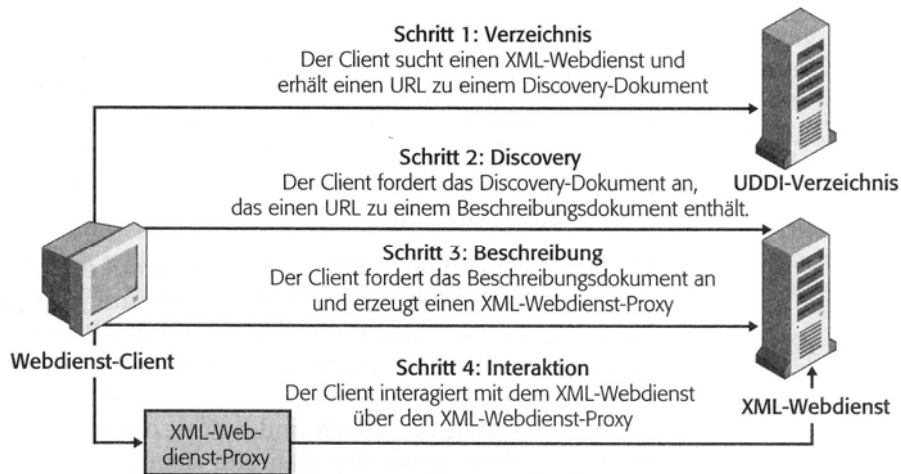 Schritt 1: Verzeichnis
Der Client sucht einen XML-Webdienst und
erhält einen URL zu einem Discovery-Dokument
Schritt 2: Discovery
Der Client fordert das Discovery-Dokument an,
das einen URL zu einem Beschreibungsdokument enthält.
UDDI-Verzeichnis
Schritt 3: Beschreibung
Der Client fordert das Beschreibungsdokument an
und erzeugt einen XML-Webdienst-Proxy
Webdienst-Client
Schritt 4: Interaktion
Der Client interagiert mit dem XML-Webdienst
über den XML-Webdienst-Proxy
XML-Webdienst
XML-Web-
dienst-Proxy